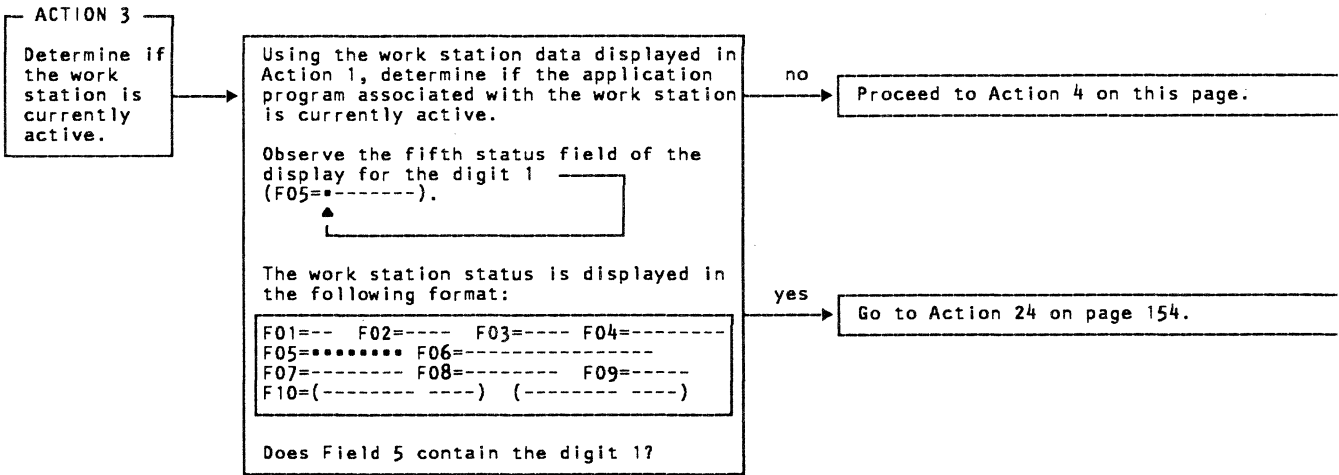 ACTION 3
Determine if
the work
station is
currently
active.
Using the work station data displayed in
Action 1, determine if the application
program associated with the work station
is currently active.
Observe the fifth status field of the
display for the digit 1
(F05=▪-------).
no
Proceed to Action 4 on this page.
The work station status is displayed in
the following format:
F01=-- F02=---- F03=---- F04=--------
F05=▪▪▪▪▪▪▪▪ F06=----------------
F07=-------- F08=-------- F09=-----
F10=(-------- ----) (-------- ----)
Does Field 5 contain the digit 1?
yes
Go to Action 24 on page 154.